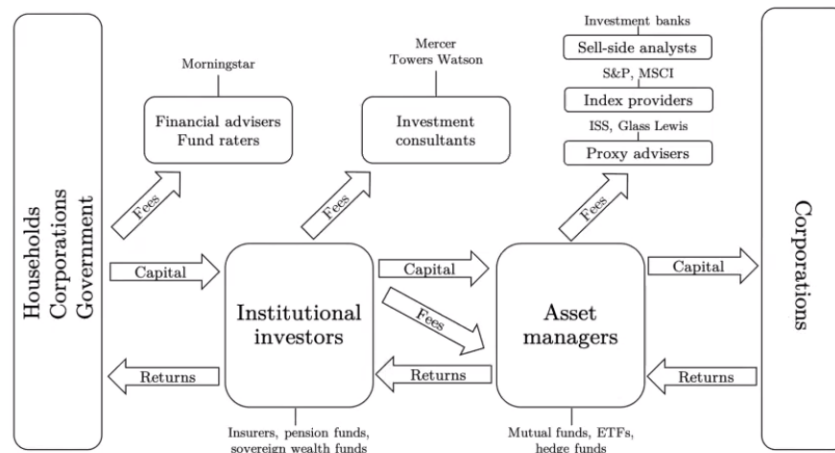 Households
Corporations
Government
Morningstar
Financial advisers
Fund raters
Fees
Capital
Returns
Mercer
Towers Watson
Investment
consultants
Fees
Institutional
investors
Insurers, pension funds,
sovereign wealth funds
Capital
Fees
Returns
Investment banks
Sell-side analysts
S&P, MSCI
Index providers
ISS, Glass Lewis
Proxy advisers
Fees
Asset
managers
Mutual funds, ETFs,
hedge funds
Capital
Returns
Corporations